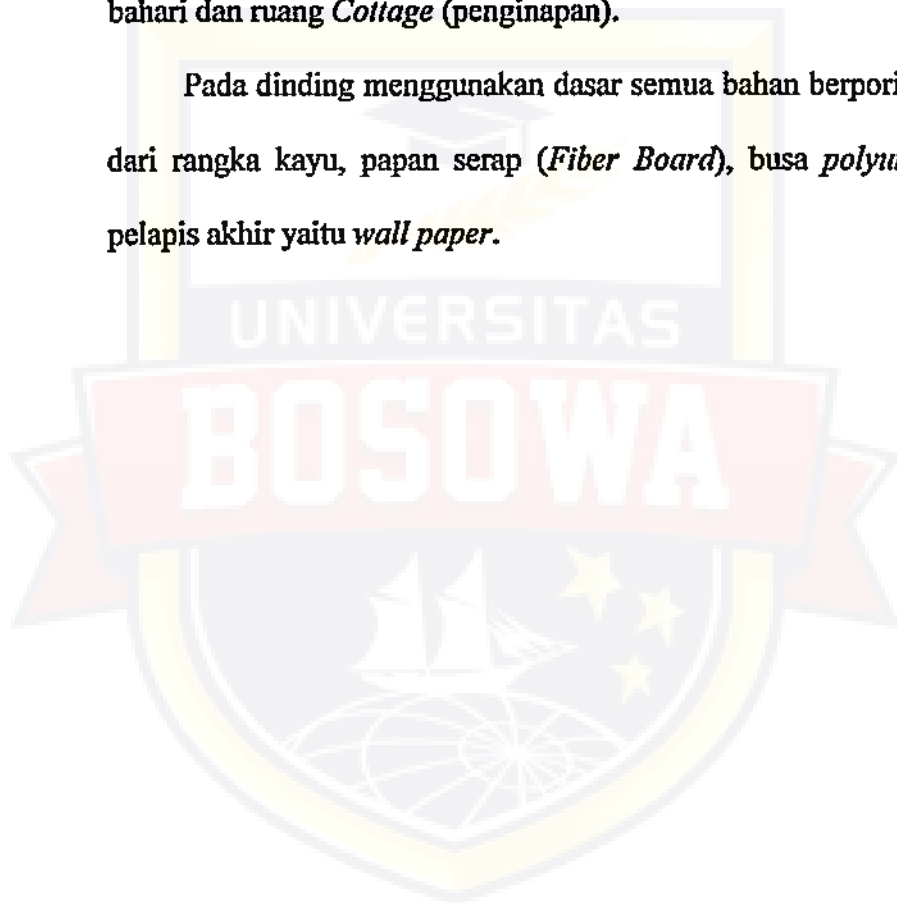 bahari dan ruang Cottage (penginapan).
Pada dinding menggunakan dasar semua bahan berpori
dari rangka kayu, papan serap (Fiber Board), busa
pelapis akhir yaitu wall paper.
UNIVERSITAS
BOSOWA